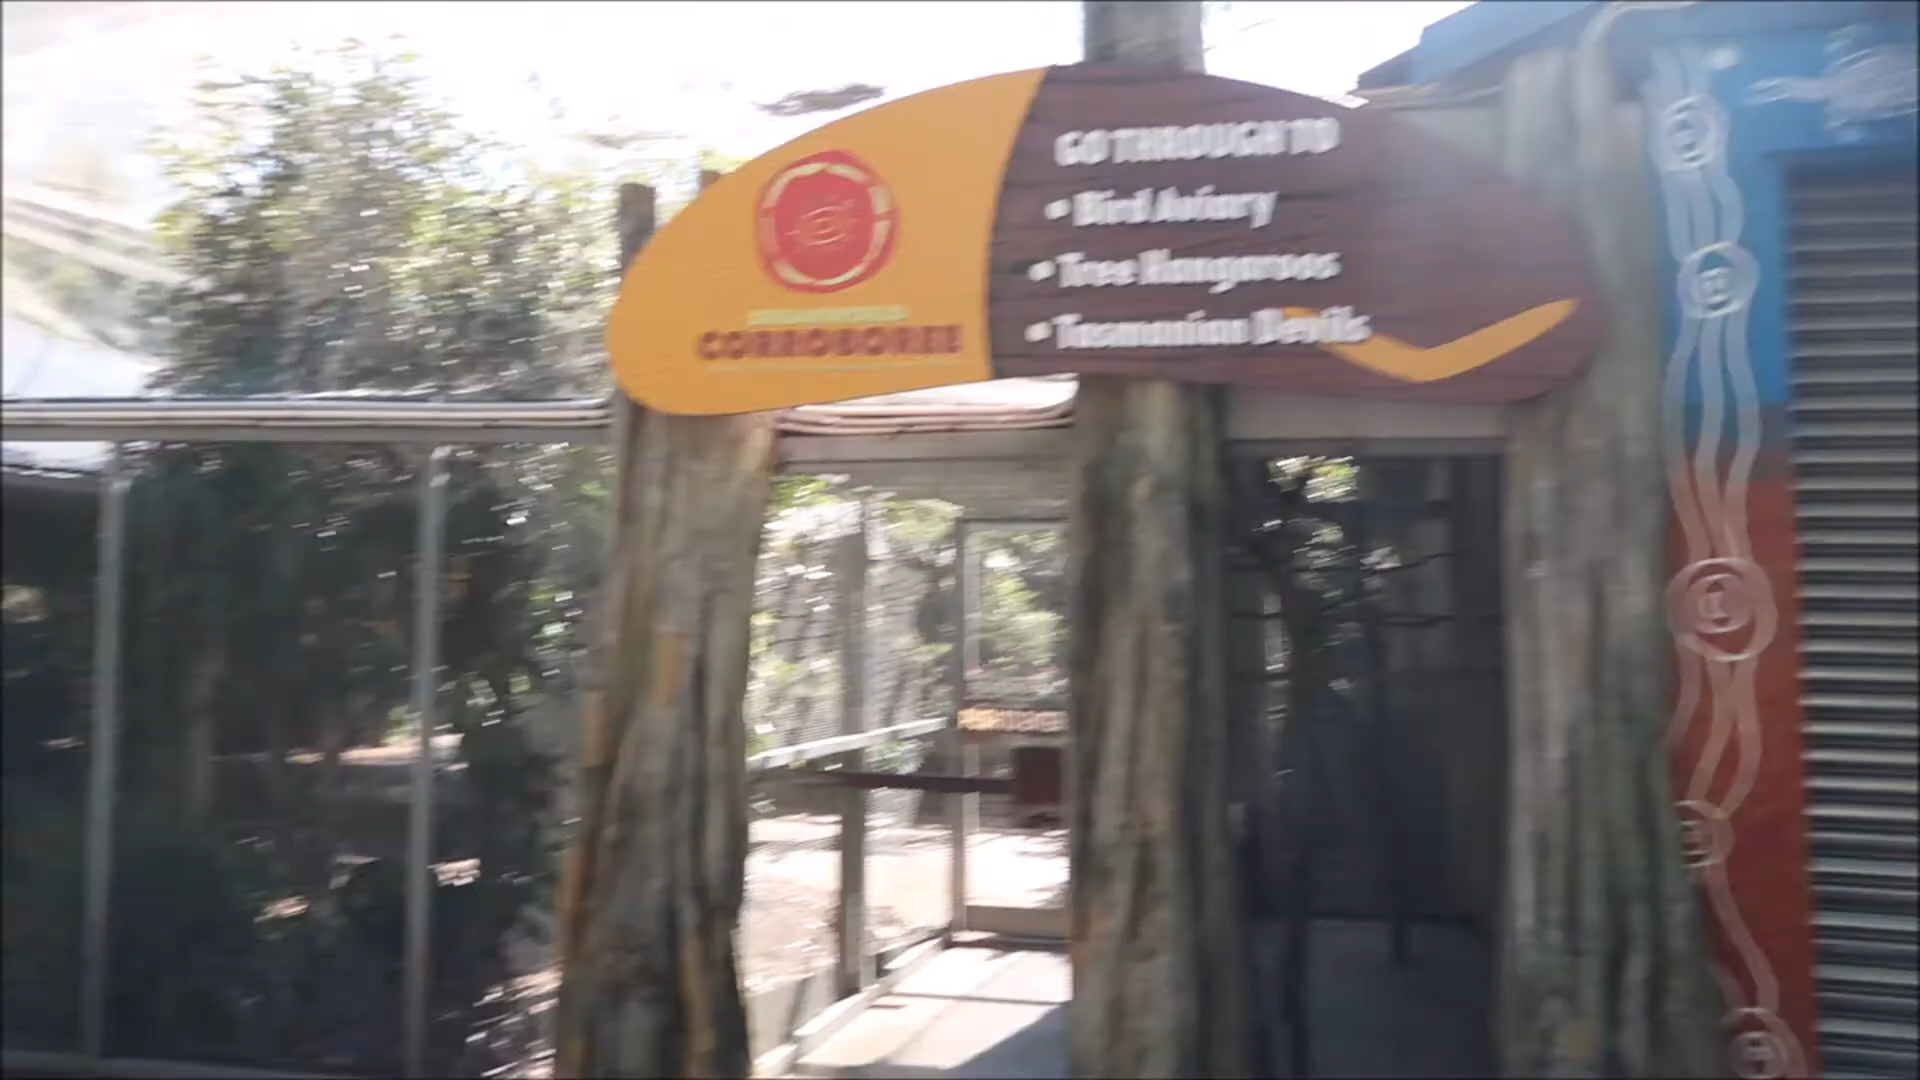 CORROBOREE
GO THROUGH TO
• Bird Aviary
• Tree Kangaroos
• Tasmanian Devils